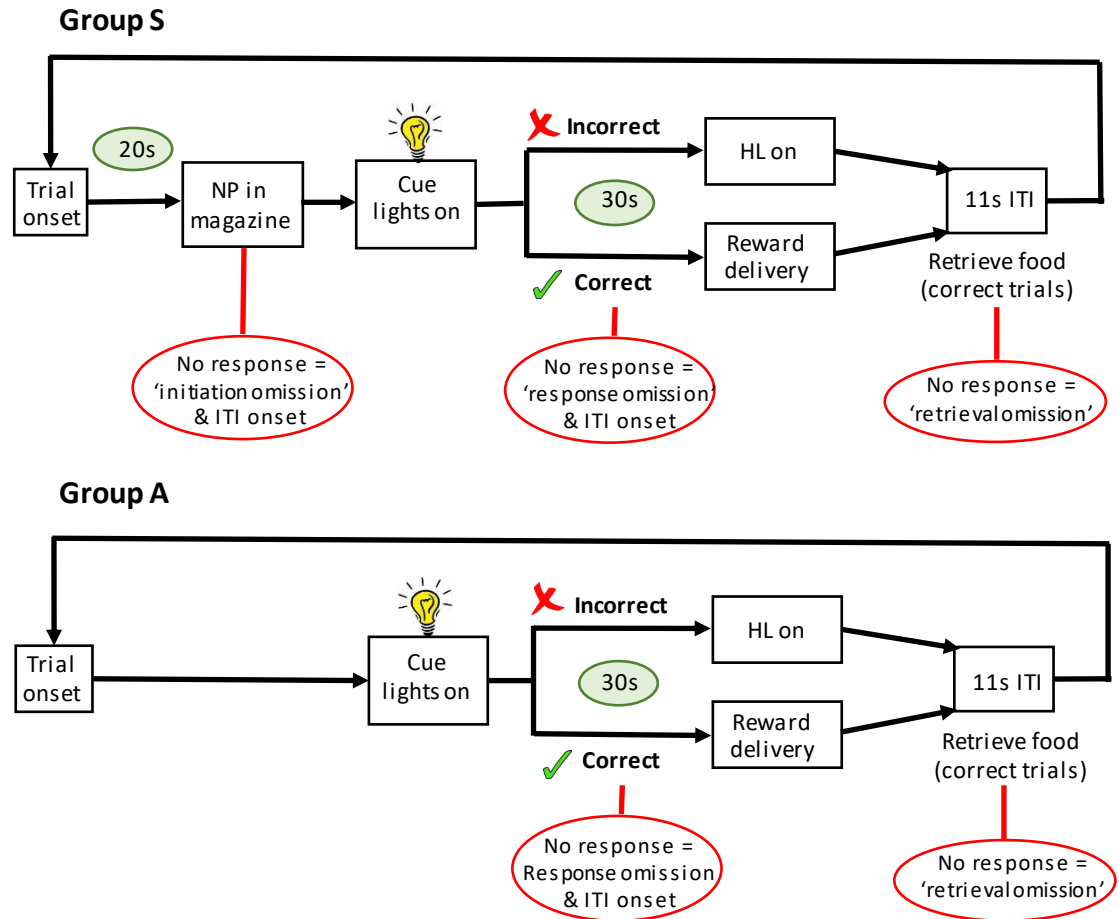 Group S
Trial
onset
20s
NP in
magazine
Cue
lights on
Incorrect
30s
Correct
HL on
Reward
delivery
11s ITI
Retrieve food
(correct trials)
No response =
‘initiation omission’
& ITI onset
No response =
‘response omission’
& ITI onset
No response =
‘retrieval omission’
Group A
Trial
onset
Cue
lights on
Incorrect
30s
Correct
HL on
Reward
delivery
11s ITI
Retrieve food
(correct trials)
No response =
Response omission
& ITI onset
No response =
‘retrieval omission’